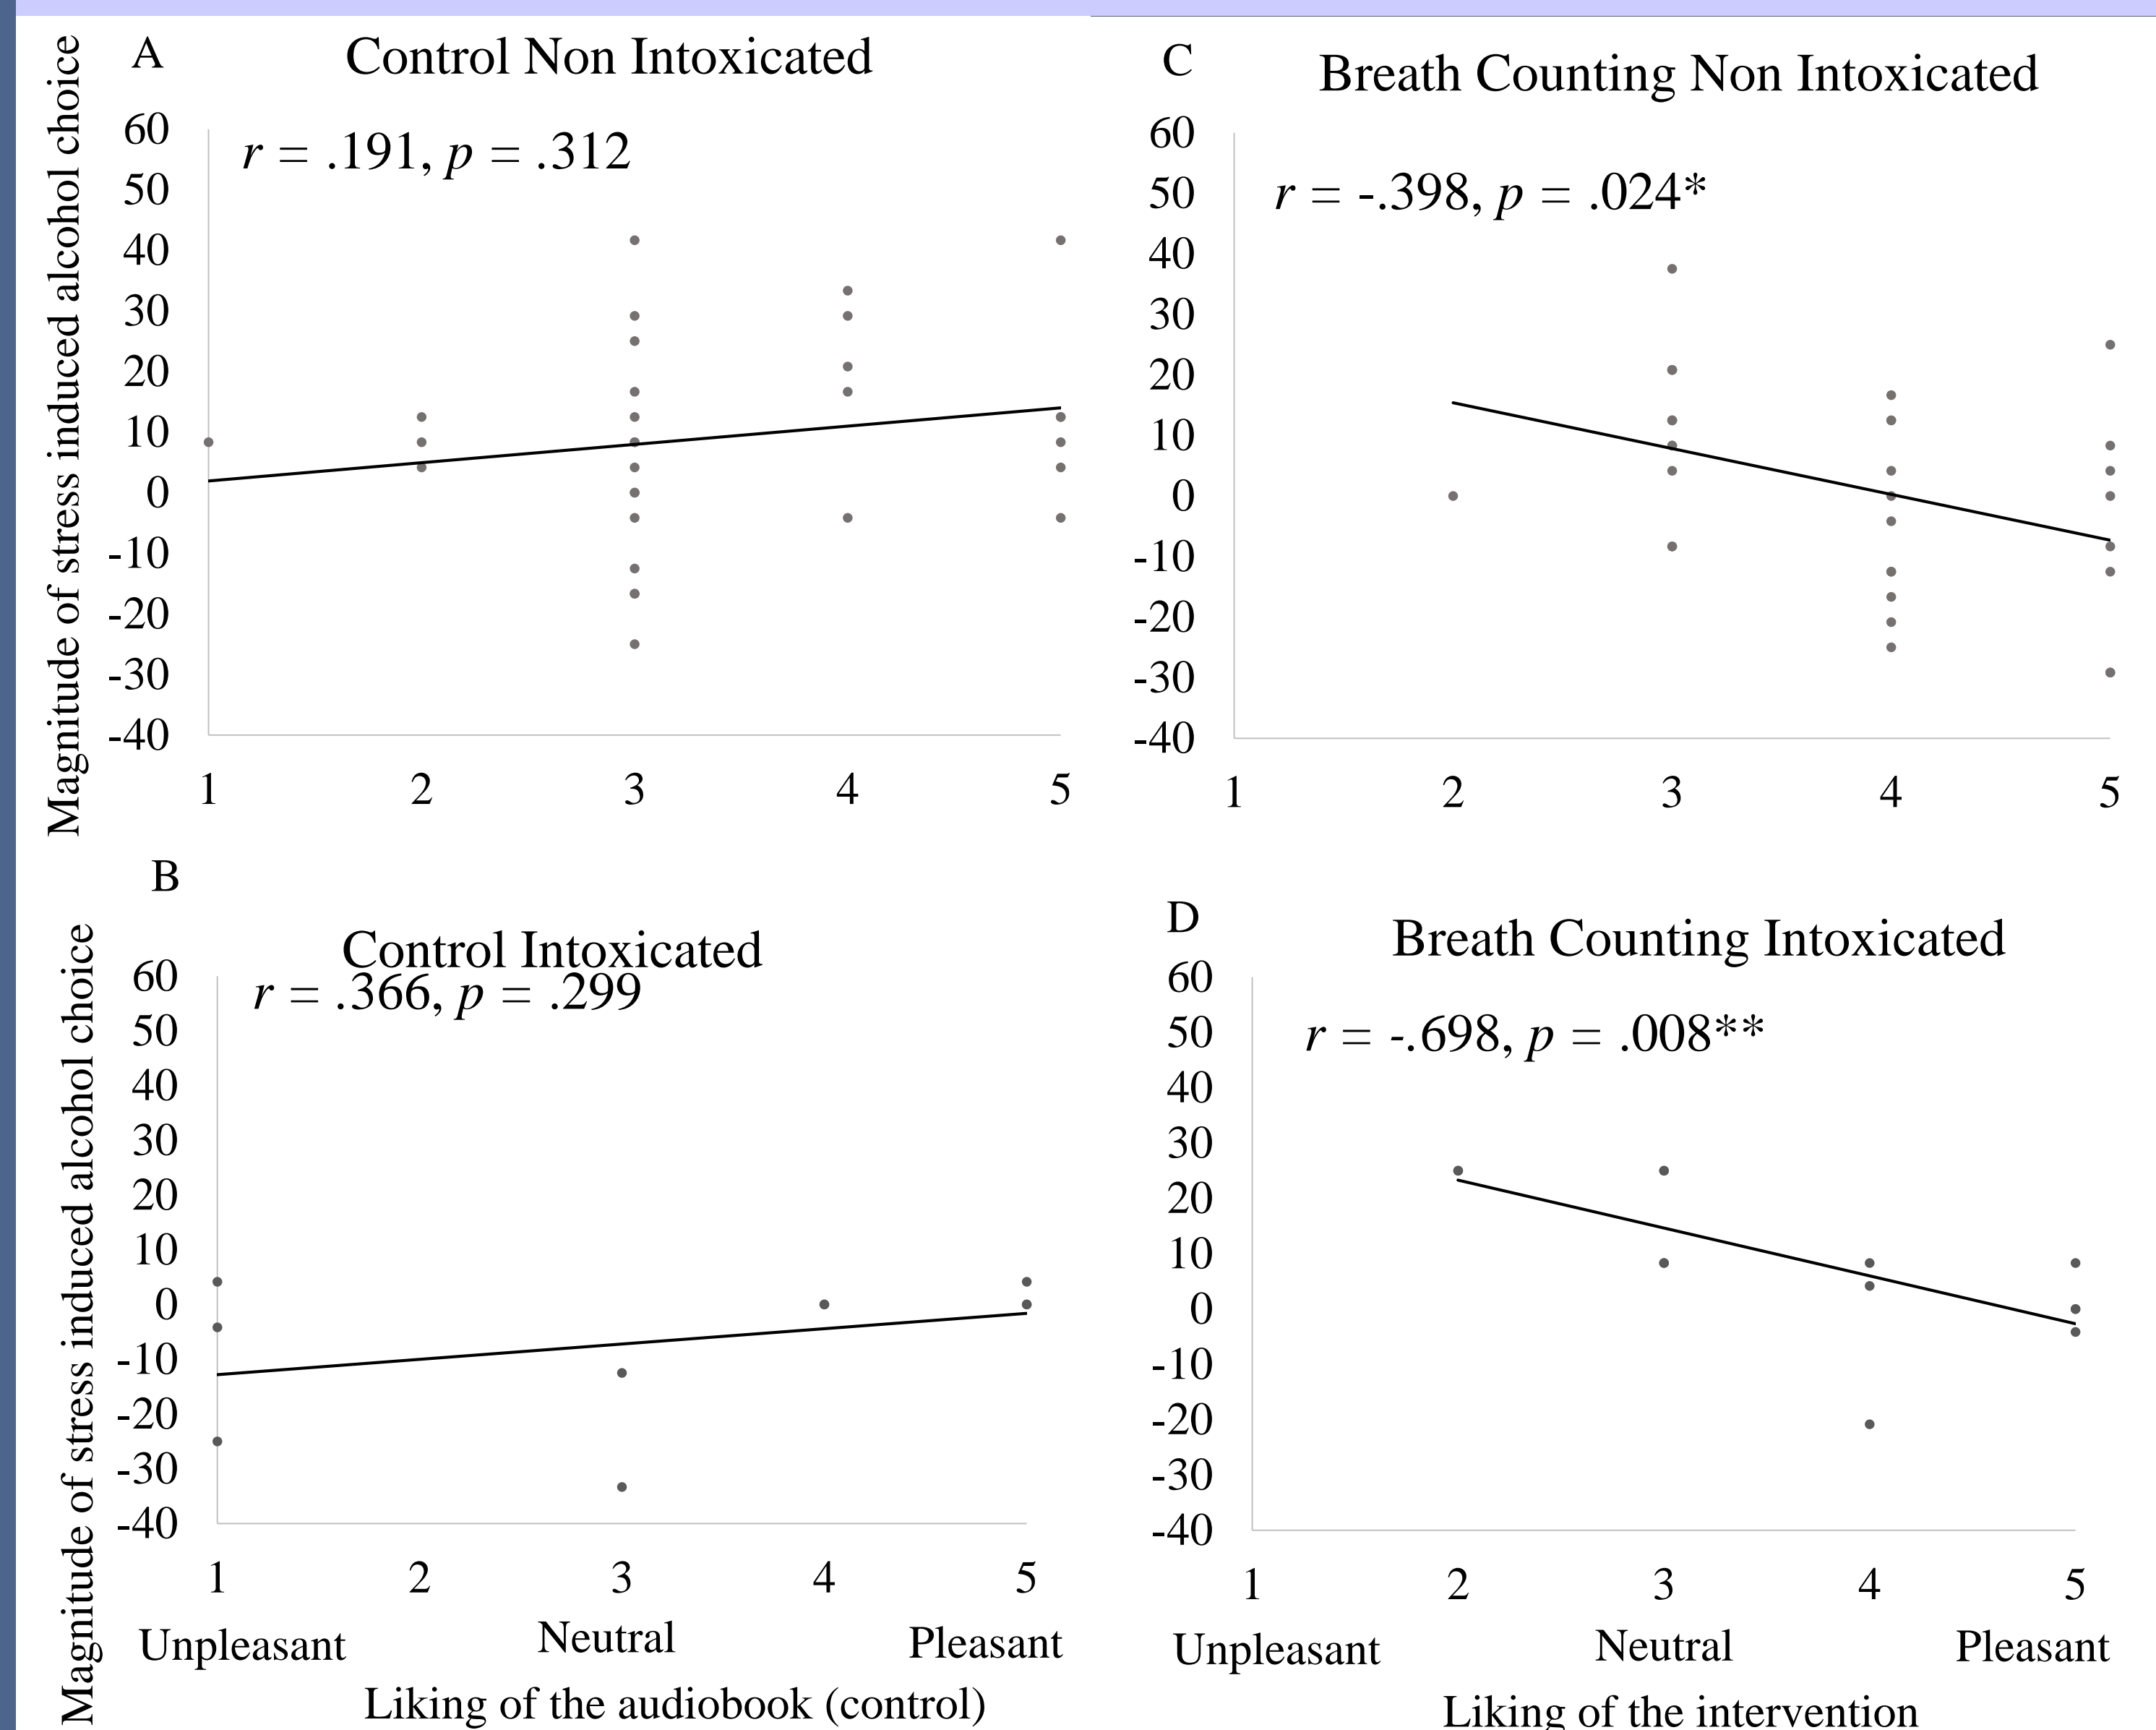 A
Control Non Intoxicated
Magnitude of stress induced alcohol choice
r = .191, p = .312
60
50
40
30
20
10
0
-10
-20
-30
-40
1 2 3 4 5
C
Breath Counting Non Intoxicated
r = -.398, p = .024*
60
50
40
30
20
10
0
-10
-20
-30
-40
1 2 3 4 5
B
Control Intoxicated
Magnitude of stress induced alcohol choice
r = .366, p = .299
60
50
40
30
20
10
0
-10
-20
-30
-40
1 2 3 4 5
Unpleasant Neutral Pleasant
Liking of the audiobook (control)
D
Breath Counting Intoxicated
r = -.698, p = .008**
60
50
40
30
20
10
0
-10
-20
-30
-40
1 2 3 4 5
Unpleasant Neutral Pleasant
Liking of the intervention